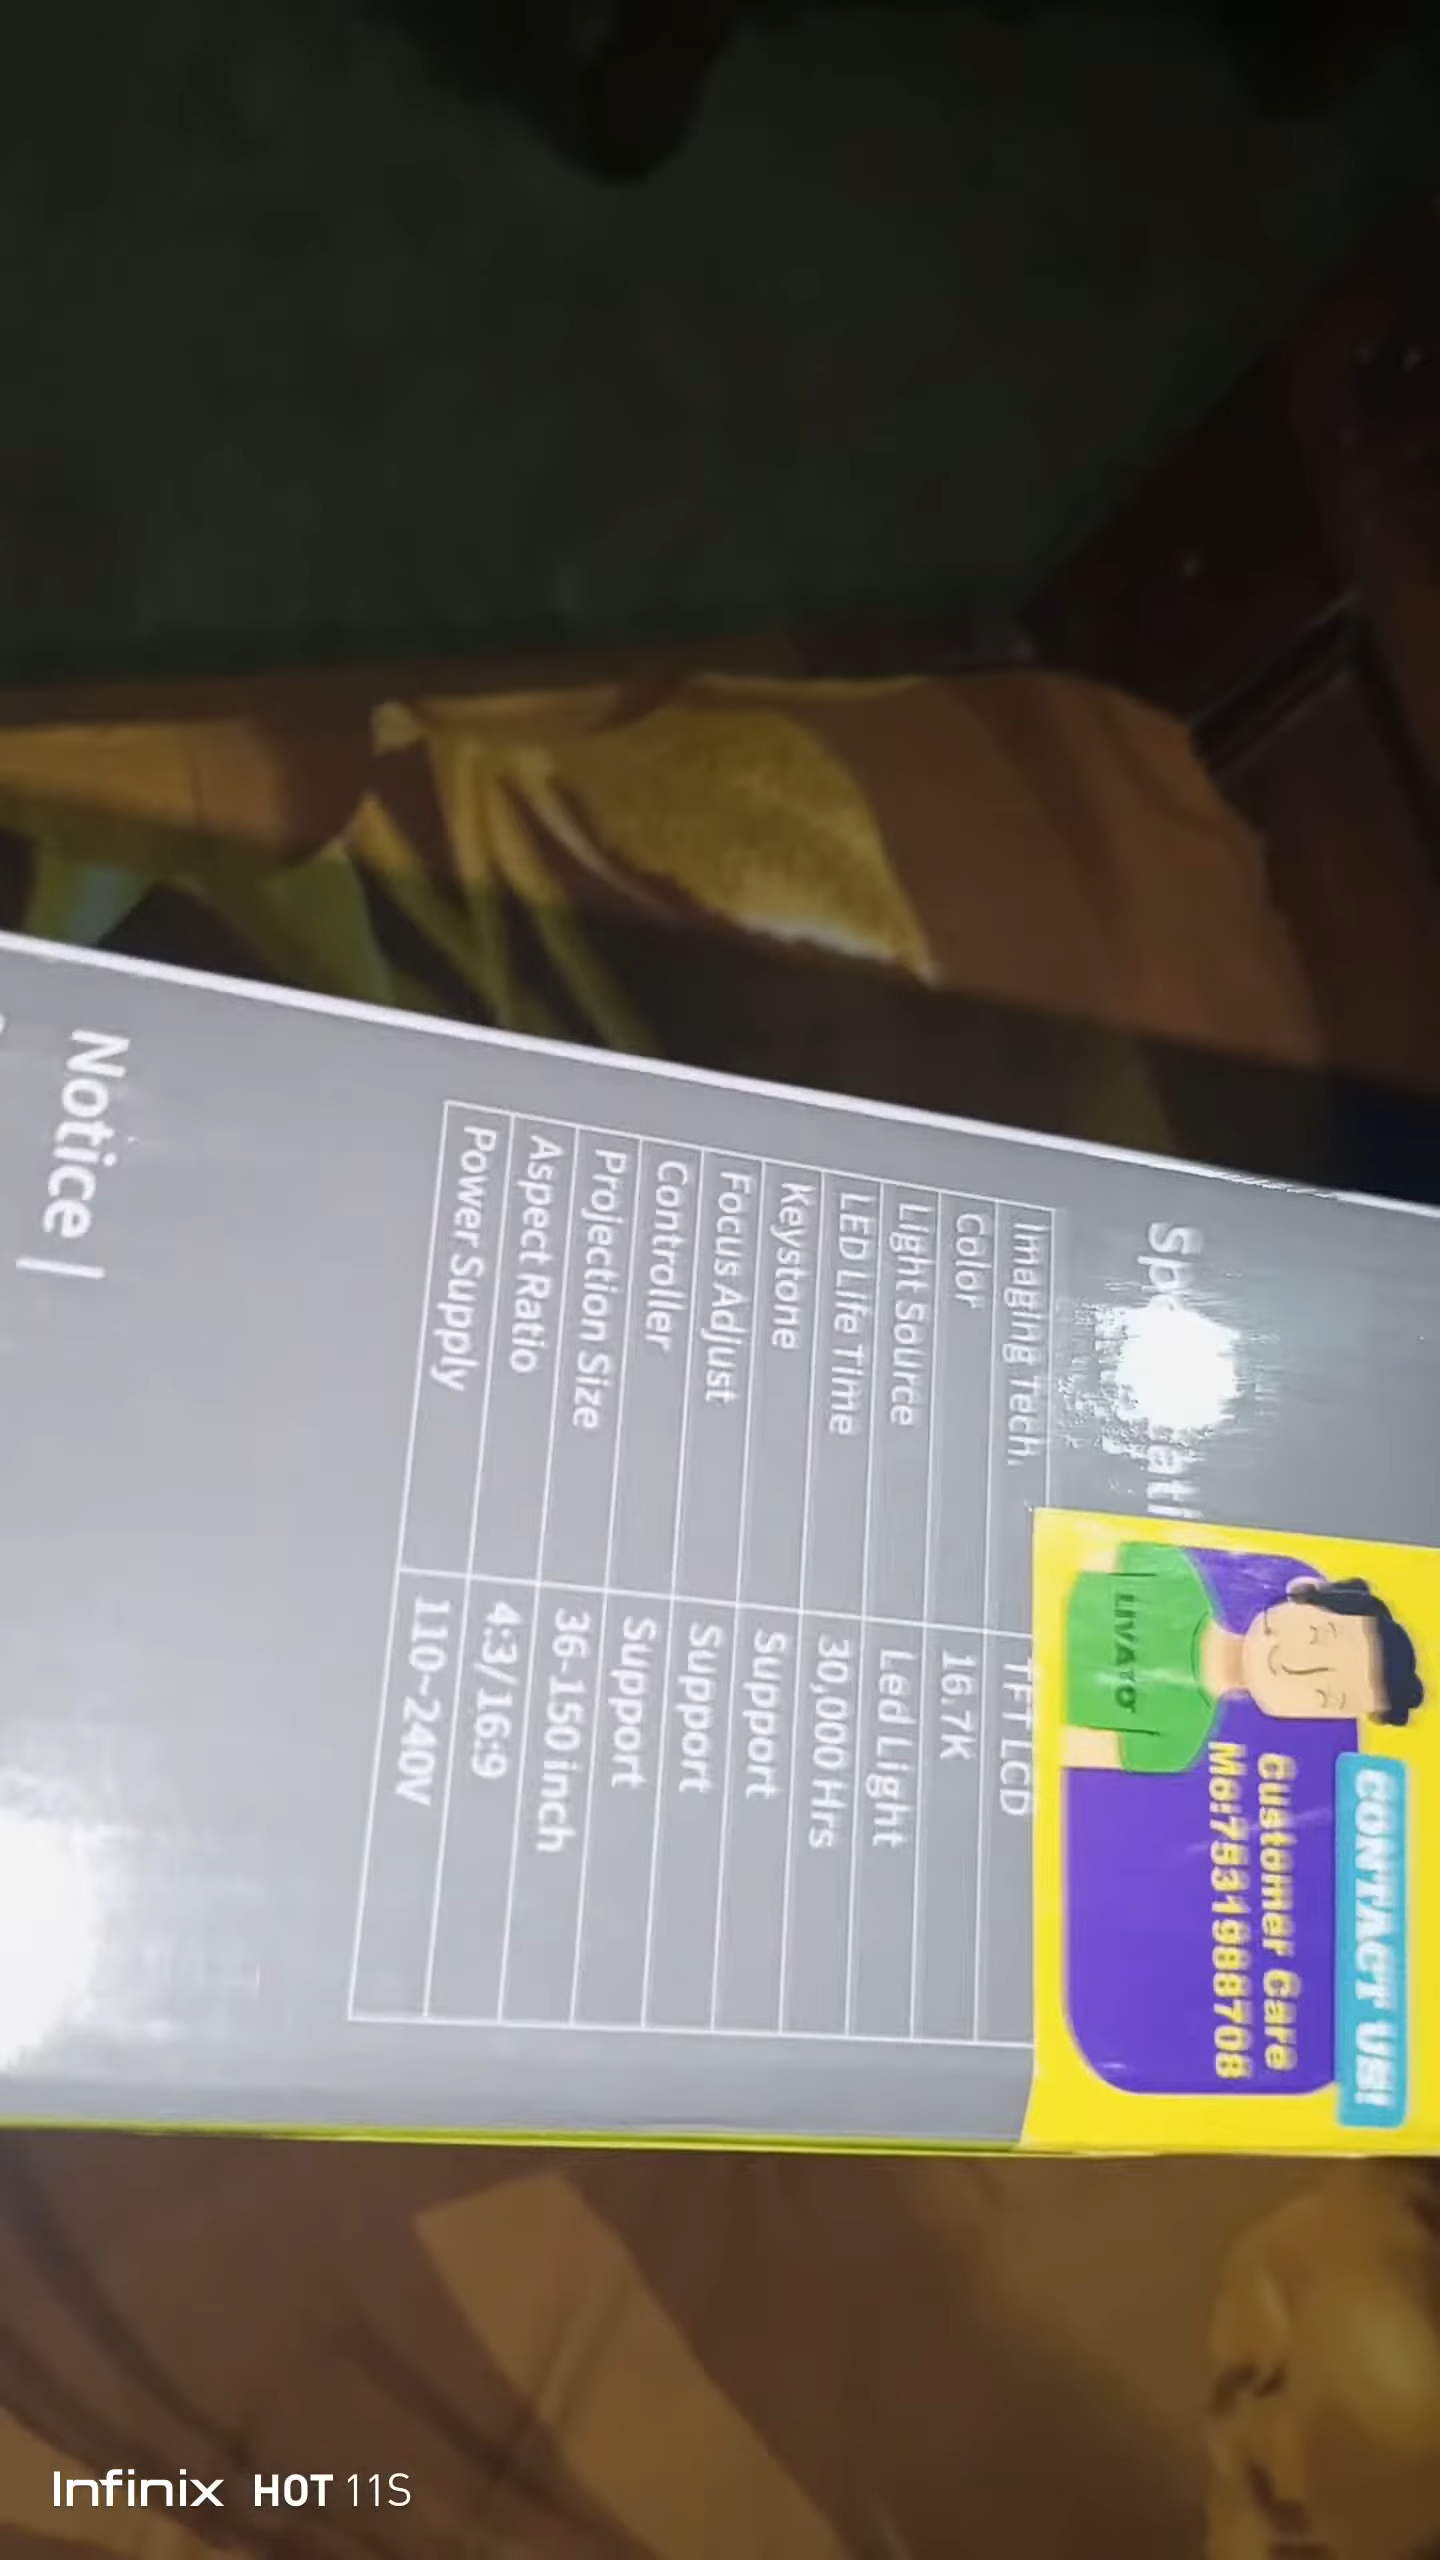 CONTACT US!
Customer Care
Mo:7531988708
LIVATO
Imaging Tech. TFT LCD
Color 16.7K
Light Source Led Light
LED Life Time 30,000 Hrs
Keystone Support
Focus Adjust Support
Controller Support
Projection Size 36-150 inch
Aspect Ratio 4:3/16:9
Power Supply 110~240V
Notice |
Infinix HOT 11S